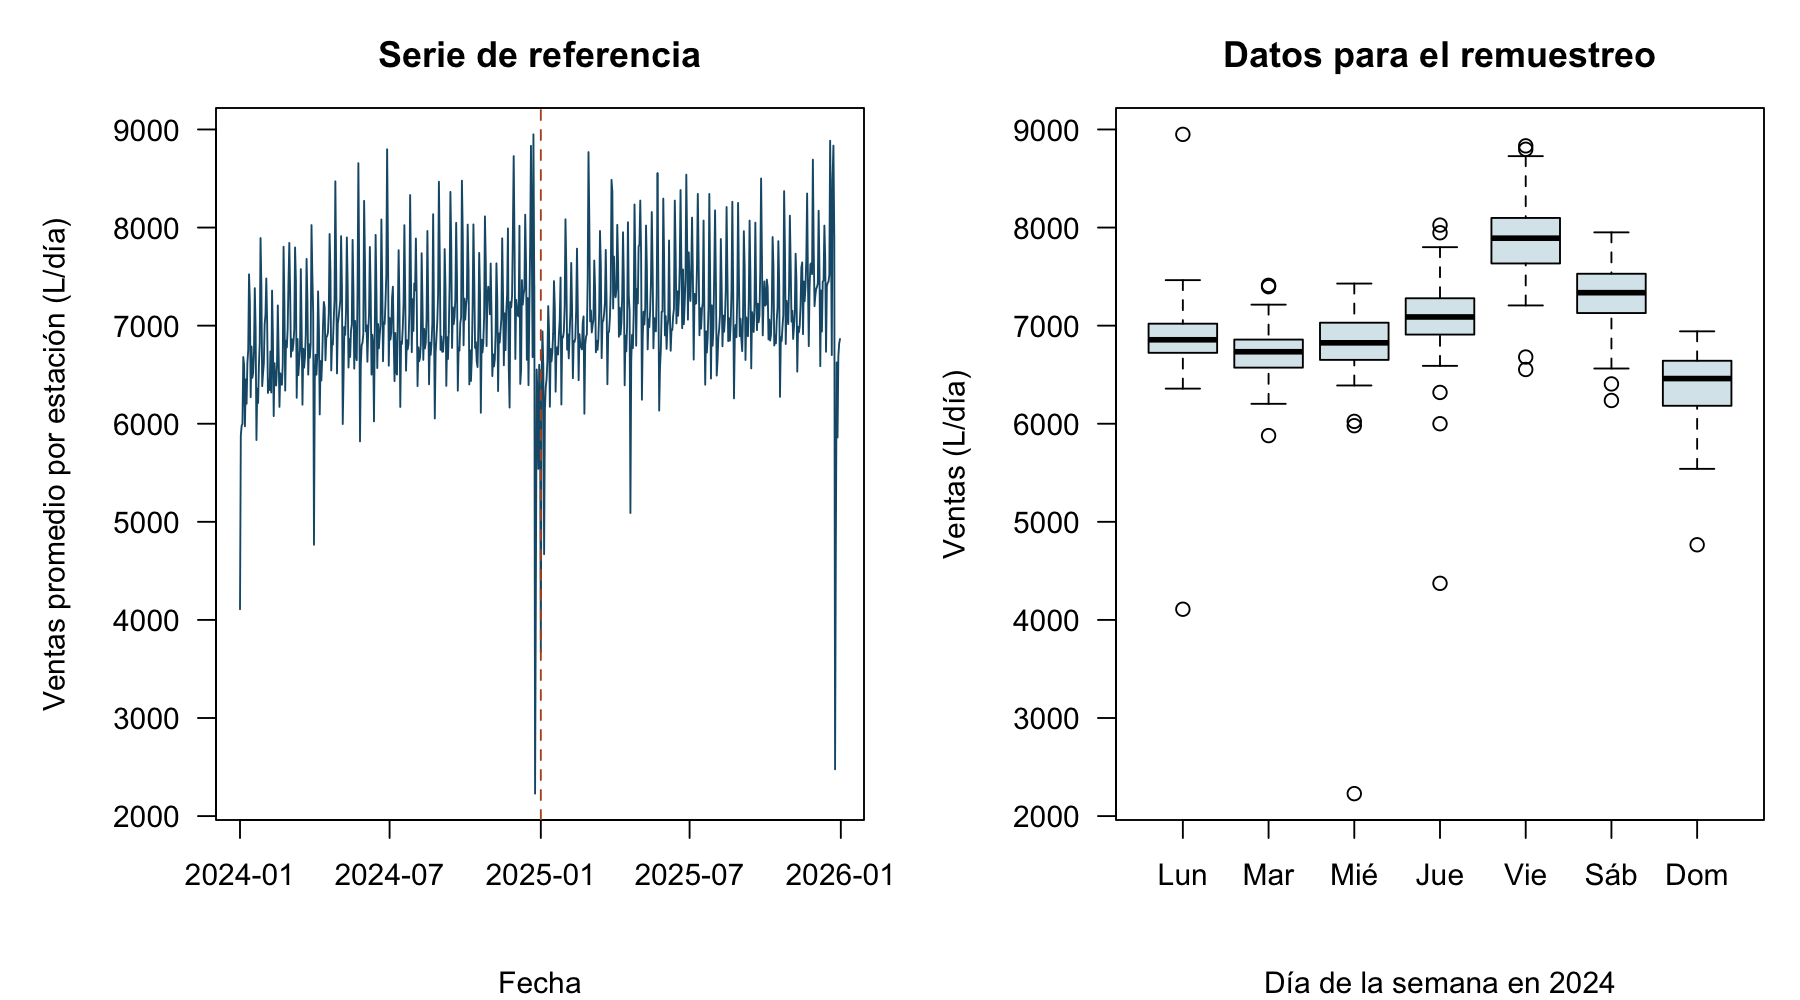 Serie de referencia
Ventas promedio por estación (L/día)
9000
8000
7000
6000
5000
4000
3000
2000
2024-01 2024-07 2025-01 2025-07 2026-01
Fecha
Datos para el remuestreo
Ventas (L/día)
9000
8000
7000
6000
5000
4000
3000
2000
Lun Mar Mié Jue Vie Sáb Dom
Día de la semana en 2024